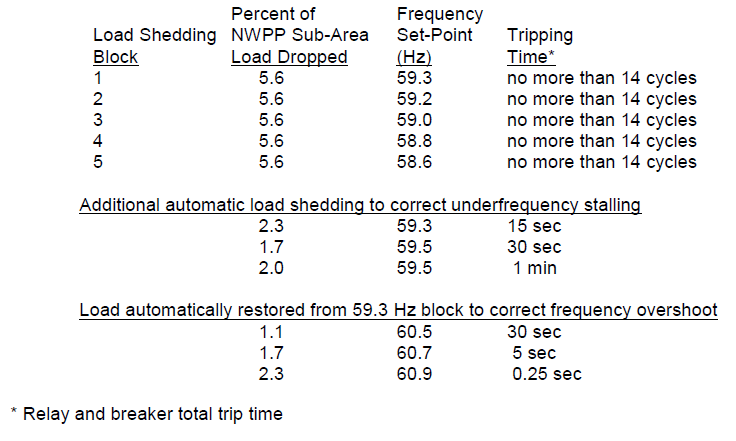 Percent of Frequency
Load Shedding NWPP Sub-Area Set-Point Tripping
Block Load Dropped (Hz) Time*
1 5.6 59.3 no more than 14 cycles
2 5.6 59.2 no more than 14 cycles
3 5.6 59.0 no more than 14 cycles
4 5.6 58.8 no more than 14 cycles
5 5.6 58.6 no more than 14 cycles
Additional automatic load shedding to correct underfrequency stalling
2.3 59.3 15 sec
1.7 59.5 30 sec
2.0 59.5 1 min
Load automatically restored from 59.3 Hz block to correct frequency overshoot
1.1 60.5 30 sec
1.7 60.7 5 sec
2.3 60.9 0.25 sec
* Relay and breaker total trip time